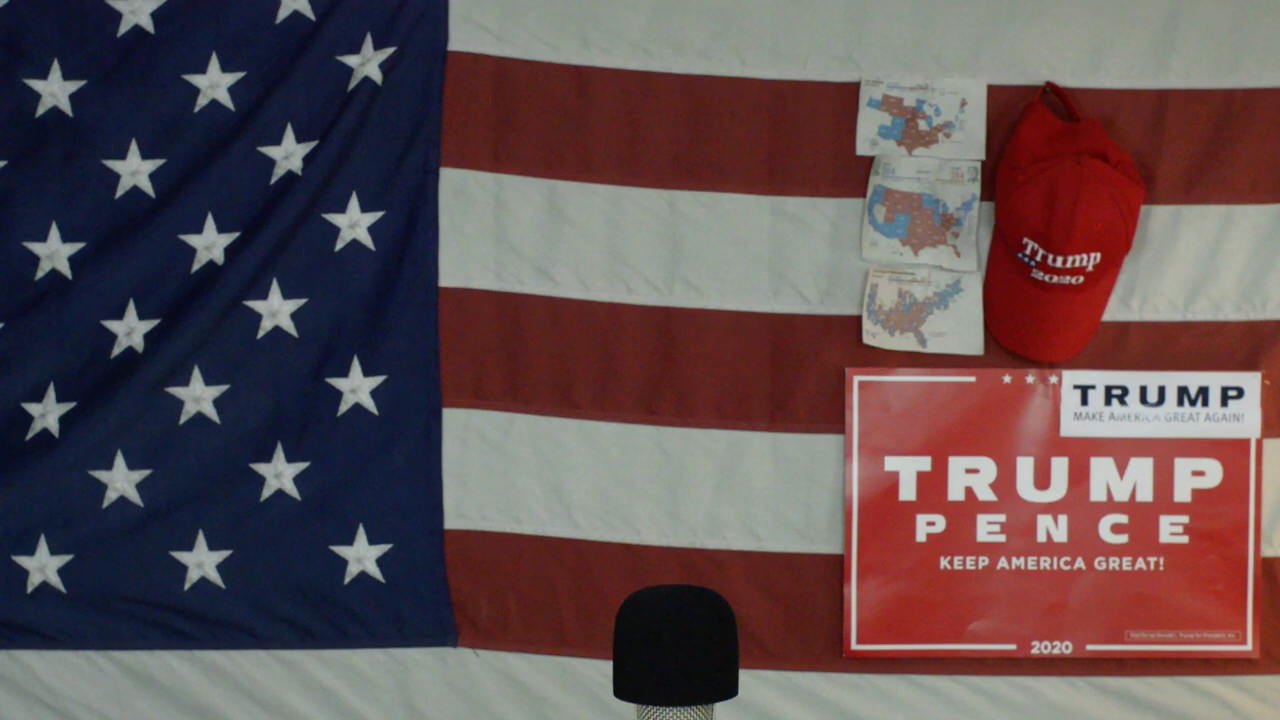 Trump
2020
TRUMP
MAKE AMERICA GREAT AGAIN!
TRUMP
PENCE
KEEP AMERICA GREAT!
2020